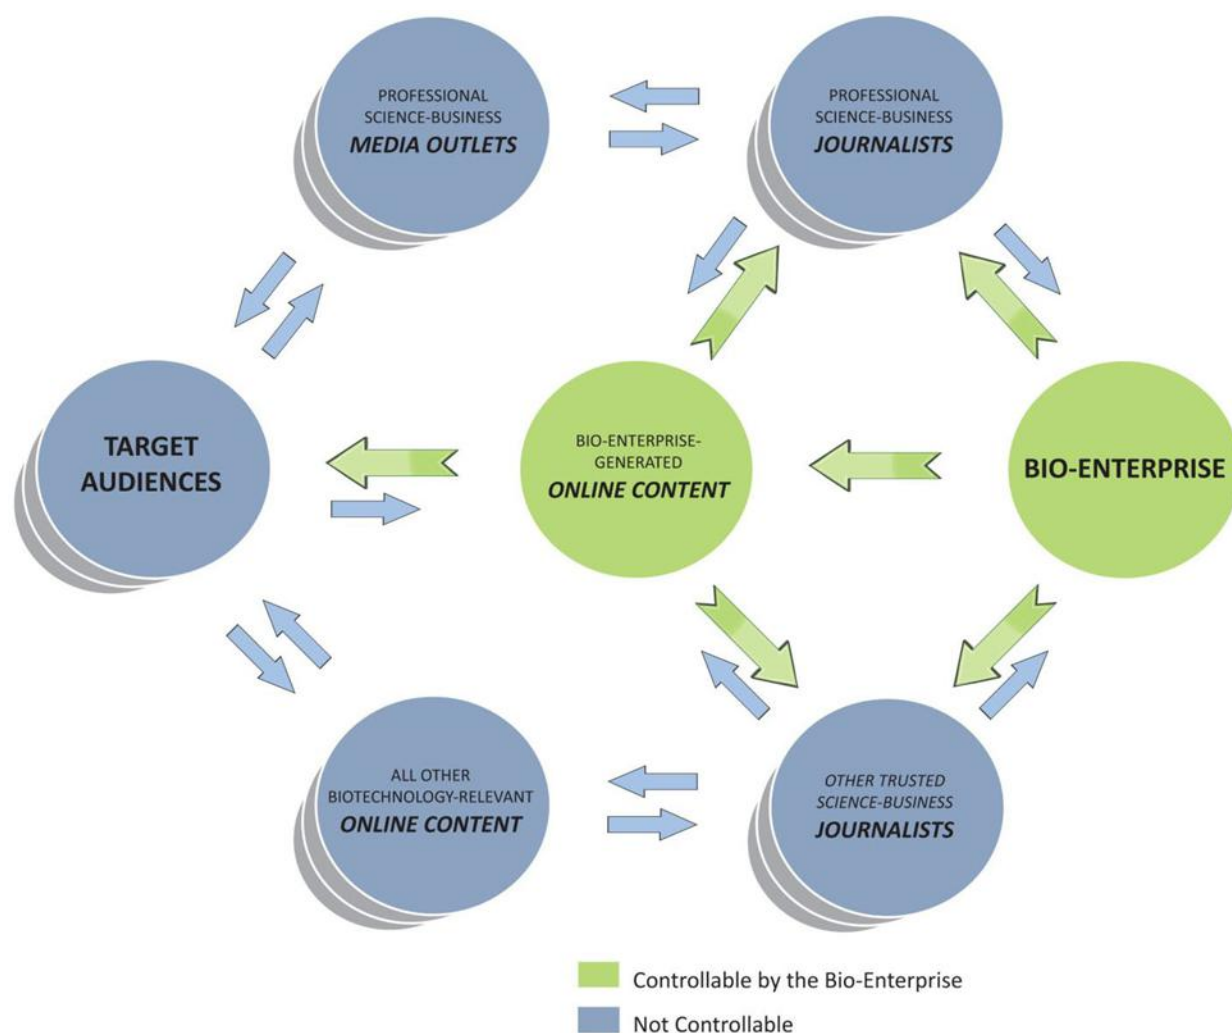 PROFESSIONAL
SCIENCE-BUSINESS
MEDIA OUTLETS
PROFESSIONAL
SCIENCE-BUSINESS
JOURNALISTS
TARGET
AUDIENCES
BIO-ENTERPRISE-
GENERATED
ONLINE CONTENT
BIO-ENTERPRISE
ALL OTHER
BIOTECHNOLOGY-RELEVANT
ONLINE CONTENT
OTHER TRUSTED
SCIENCE-BUSINESS
JOURNALISTS
Controllable by the Bio-Enterprise
Not Controllable